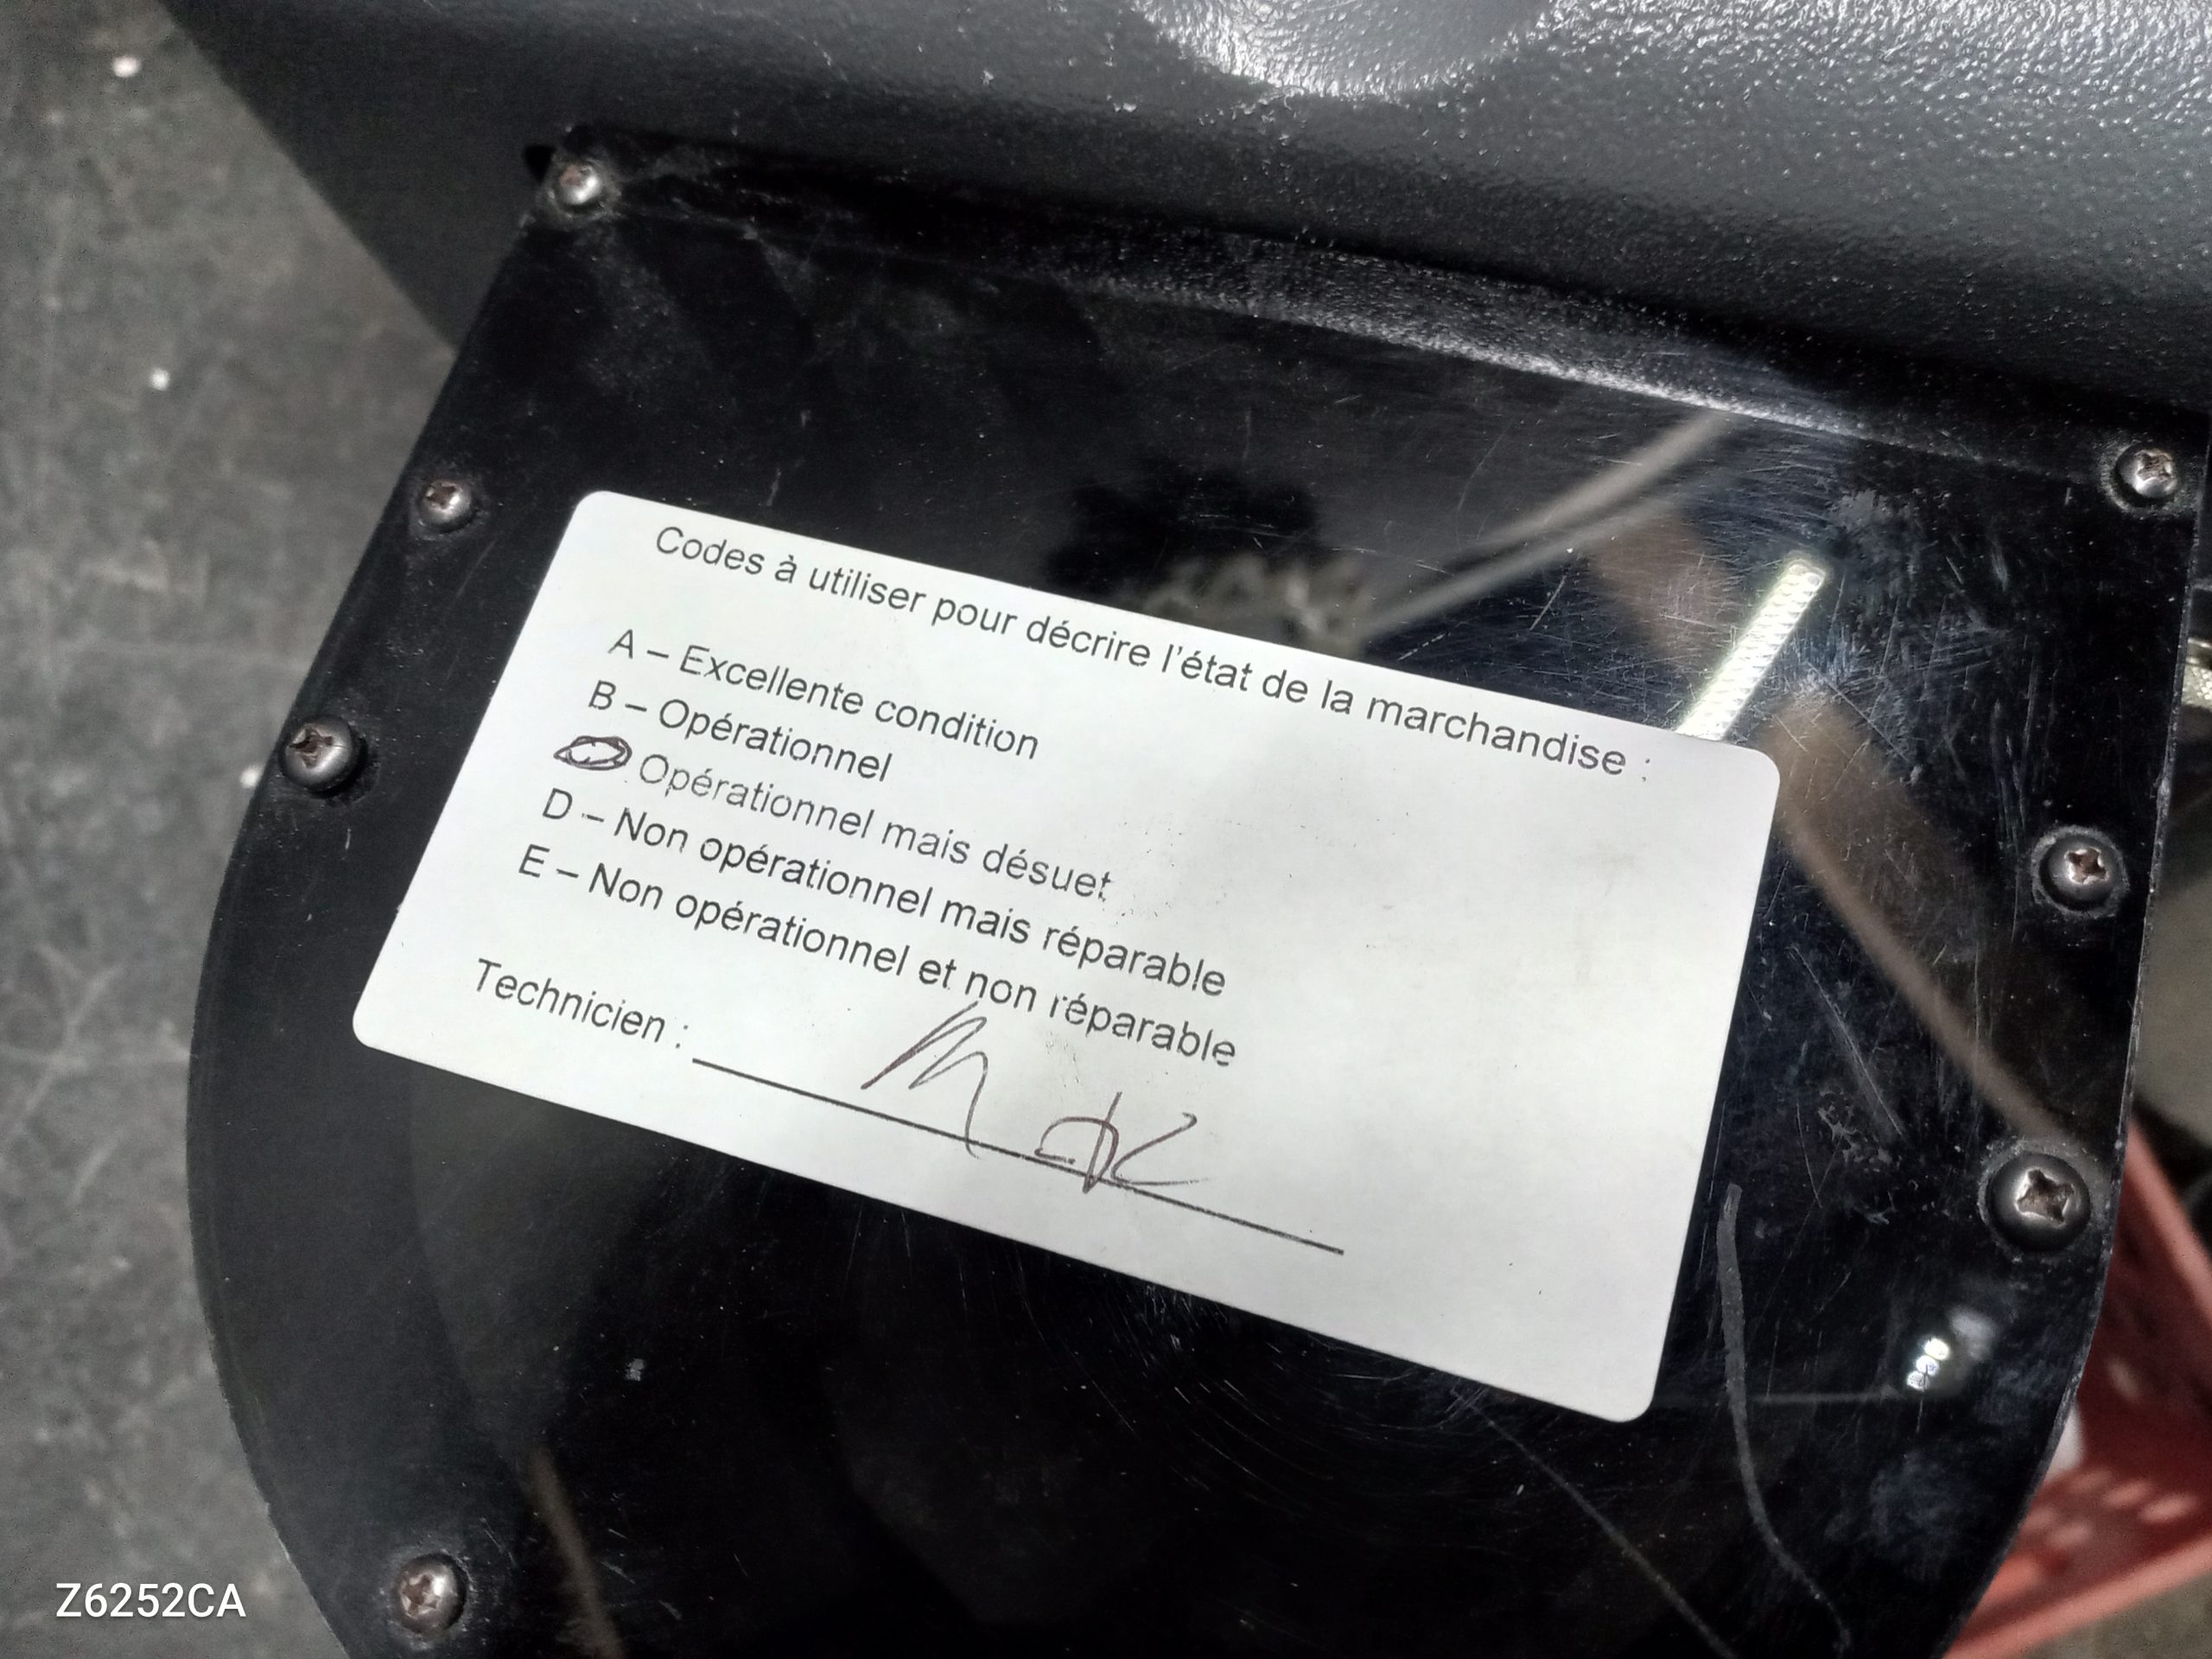 Codes à utiliser pour décrire l'état de la marchandise :
A – Excellente condition
B – Opérationnel
C Opérationnel mais désuet
D – Non opérationnel mais réparable
E – Non opérationnel et non réparable
Technicien :
Z6252CA